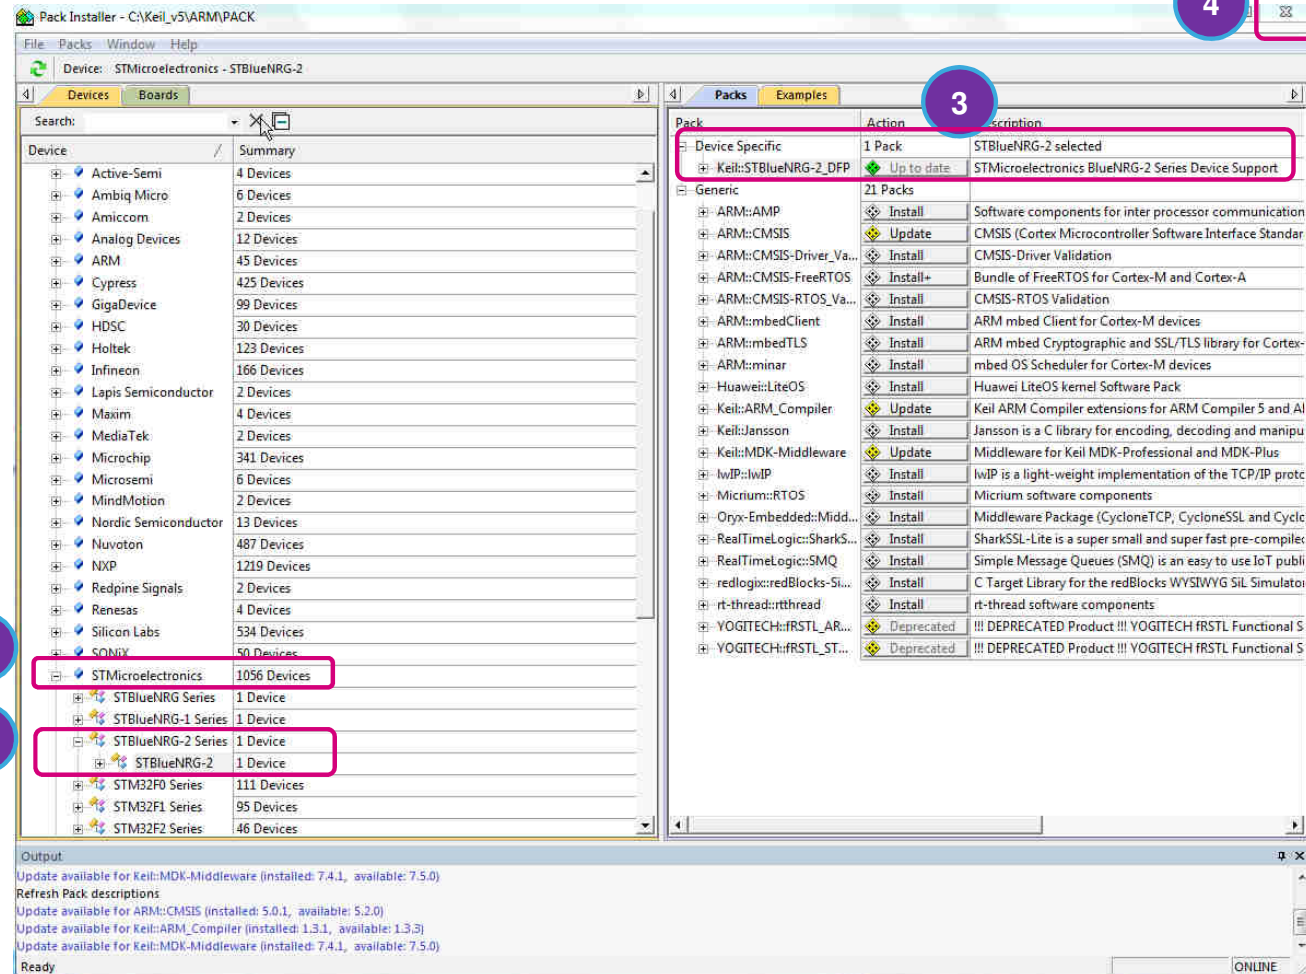 Pack Installer - C:\Keil_v5\ARM\PACK
4
File Packs Window Help
Device: STMicroelectronics - STBlueNRG-2
Devices Boards
Search:
Device / Summary
Active-Semi 4 Devices
Ambiq Micro 6 Devices
Amiccom 2 Devices
Analog Devices 12 Devices
ARM 45 Devices
Cypress 425 Devices
GigaDevice 99 Devices
HDSC 30 Devices
Holtek 123 Devices
Infineon 166 Devices
Lapis Semiconductor 2 Devices
Maxim 4 Devices
MediaTek 2 Devices
Microchip 341 Devices
Microsemi 6 Devices
MindMotion 2 Devices
Nordic Semiconductor 13 Devices
Nuvoton 487 Devices
NXP 1219 Devices
Redpine Signals 2 Devices
Renesas 4 Devices
Silicon Labs 534 Devices
SONiX 50 Devices
STMicroelectronics 1056 Devices
STBlueNRG Series 1 Device
STBlueNRG-1 Series 1 Device
STBlueNRG-2 Series 1 Device
STBlueNRG-2 1 Device
STM32F0 Series 111 Devices
STM32F1 Series 95 Devices
STM32F2 Series 46 Devices
Packs Examples
3
Pack Action Description
Device Specific 1 Pack STBlueNRG-2 selected
Keil::STBlueNRG-2_DFP Up to date STMicroelectronics BlueNRG-2 Series Device Support
Generic 21 Packs
ARM::AMP Install Software components for inter processor communication
ARM::CMSIS Update CMSIS (Cortex Microcontroller Software Interface Standar
ARM::CMSIS-Driver_Va... Install CMSIS-Driver Validation
ARM::CMSIS-FreeRTOS Install+ Bundle of FreeRTOS for Cortex-M and Cortex-A
ARM::CMSIS-RTOS_Va... Install CMSIS-RTOS Validation
ARM::mbedClient Install ARM mbed Client for Cortex-M devices
ARM::mbedTLS Install ARM mbed Cryptographic and SSL/TLS library for Cortex-
ARM::minar Install mbed OS Scheduler for Cortex-M devices
Huawei::LiteOS Install Huawei LiteOS kernel Software Pack
Keil::ARM_Compiler Update Keil ARM Compiler extensions for ARM Compiler 5 and Al
Keil::Jansson Install Jansson is a C library for encoding, decoding and manipu
Keil::MDK-Middleware Update Middleware for Keil MDK-Professional and MDK-Plus
lwIP::lwIP Install lwIP is a light-weight implementation of the TCP/IP protc
Micrium::RTOS Install Micrium software components
Oryx-Embedded::Midd... Install Middleware Package (CycloneTCP, CycloneSSL and Cyclo
RealTimeLogic::SharkS... Install SharkSSL-Lite is a super small and super fast pre-compilec
RealTimeLogic::SMQ Install Simple Message Queues (SMQ) is an easy to use IoT publi
redlogix::redBlocks-Si... Install C Target Library for the redBlocks WYSIWYG SiL Simulator
rt-thread::rtthread Install rt-thread software components
YOGITECH::fRSTL_AR... Deprecated !!! DEPRECATED Product !!! YOGITECH fRSTL Functional S
YOGITECH::fRSTL_ST... Deprecated !!! DEPRECATED Product !!! YOGITECH fRSTL Functional S
Output
Update available for Keil::MDK-Middleware (installed: 7.4.1, available: 7.5.0)
Refresh Pack descriptions
Update available for ARM::CMSIS (installed: 5.0.1, available: 5.2.0)
Update available for Keil::ARM_Compiler (installed: 1.3.1, available: 1.3.3)
Update available for Keil::MDK-Middleware (installed: 7.4.1, available: 7.5.0)
Ready ONLINE